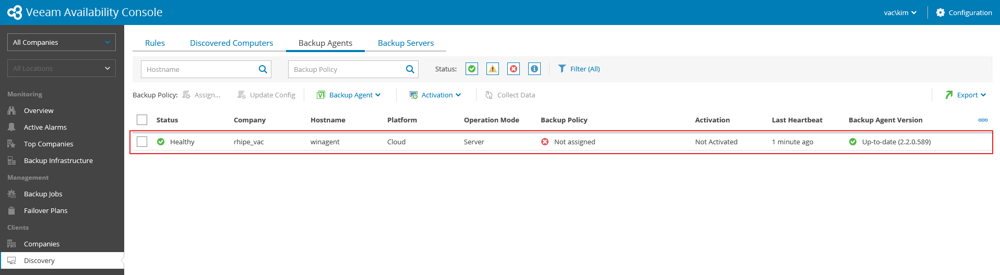 Veeam Availability Console
vac\kim
Configuration
All Companies
All Locations
Monitoring
Overview
Active Alarms
Top Companies
Backup Infrastructure
Management
Backup Jobs
Failover Plans
Clients
Companies
Discovery
Rules Discovered Computers Backup Agents Backup Servers
Hostname Backup Policy Status: Filter (All)
Backup Policy: Assign... Update Config Backup Agent Activation Collect Data Export
Status Company Hostname Platform Operation Mode Backup Policy Activation Last Heartbeat Backup Agent Version
Healthy rhipe_vac winagent Cloud Server Not assigned Not Activated 1 minute ago Up-to-date (2.2.0.589)